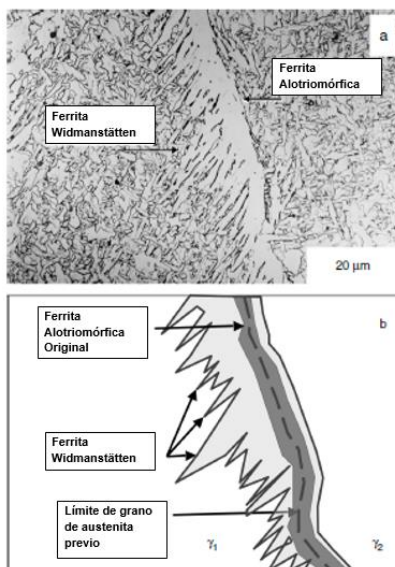 a
Ferrita
Alotriomórfica
Ferrita
Widmanstätten
20 µm
b
Ferrita
Alotriomórfica
Original
Ferrita
Widmanstätten
Límite de grano
de austenita
previo
γ1
γ2